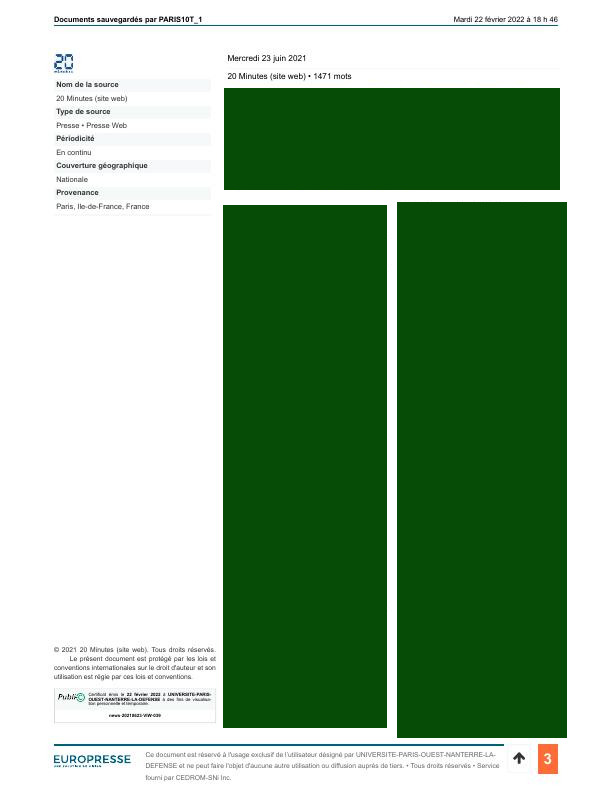 Documents sauvegardés par PARIS10T_1
Mardi 22 février 2022 à 18 h 46
20
minutes
Nom de la source
20 Minutes (site web)
Type de source
Presse • Presse Web
Périodicité
En continu
Couverture géographique
Nationale
Provenance
Paris, Ile-de-France, France
Mercredi 23 juin 2021
20 Minutes (site web) • 1471 mots
© 2021 20 Minutes (site web). Tous droits réservés.
Le présent document est protégé par les lois et
conventions internationales sur le droit d'auteur et son
utilisation est régie par ces lois et conventions.
Publi©
Certificat émis le 22 février 2022 à UNIVERSITE-PARIS-
OUEST-NANTERRE-LA-DEFENSE à des fins de visualisa-
tion personnelle et temporaire.
news·20210623·VIW·039
EUROPRESSE
Ce document est réservé à l'usage exclusif de l'utilisateur désigné par UNIVERSITE-PARIS-OUEST-NANTERRE-LA-
DEFENSE et ne peut faire l'objet d'aucune autre utilisation ou diffusion auprès de tiers. • Tous droits réservés • Service
fourni par CEDROM-SNi Inc.
3